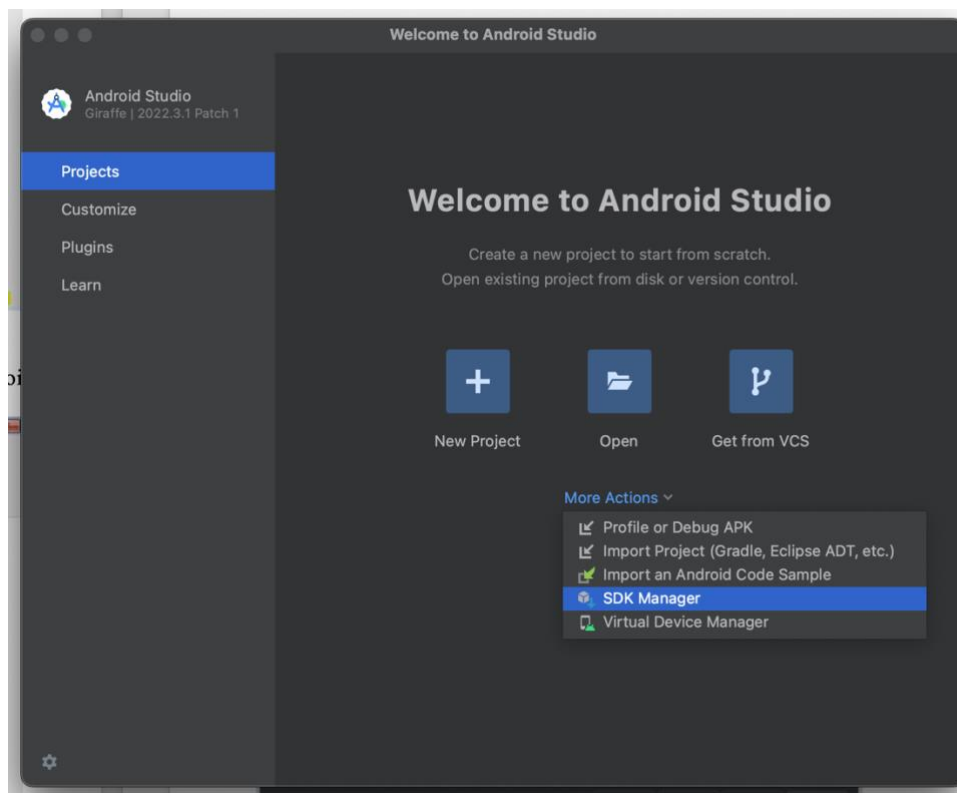 Welcome to Android Studio
Android Studio
Giraffe | 2022.3.1 Patch 1
Projects
Customize
Plugins
Learn
Welcome to Android Studio
Create a new project to start from scratch.
Open existing project from disk or version control.
New Project
Open
Get from VCS
More Actions
Profile or Debug APK
Import Project (Gradle, Eclipse ADT, etc.)
Import an Android Code Sample
SDK Manager
Virtual Device Manager